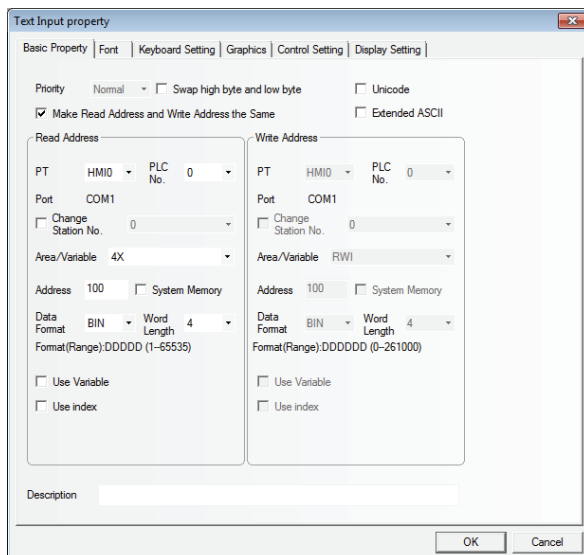 Text Input property
Basic Property Font Keyboard Setting Graphics Control Setting Display Setting
Priority Normal Swap high byte and low byte Unicode
Make Read Address and Write Address the Same Extended ASCII
Read Address Write Address
PT HMI0 PLC No. 0 PT HMI0 PLC No. 0
Port COM1 Port COM1
Change Station No. 0 Change Station No. 0
Area/Variable 4X Area/Variable RWI
Address 100 System Memory Address 100 System Memory
Data Format BIN Word Length 4 Data Format BIN Word Length 4
Format(Range):DDDDD (1--65535) Format(Range):DDDDDD (0--261000)
Use Variable Use Variable
Use index Use index
Description
OK Cancel